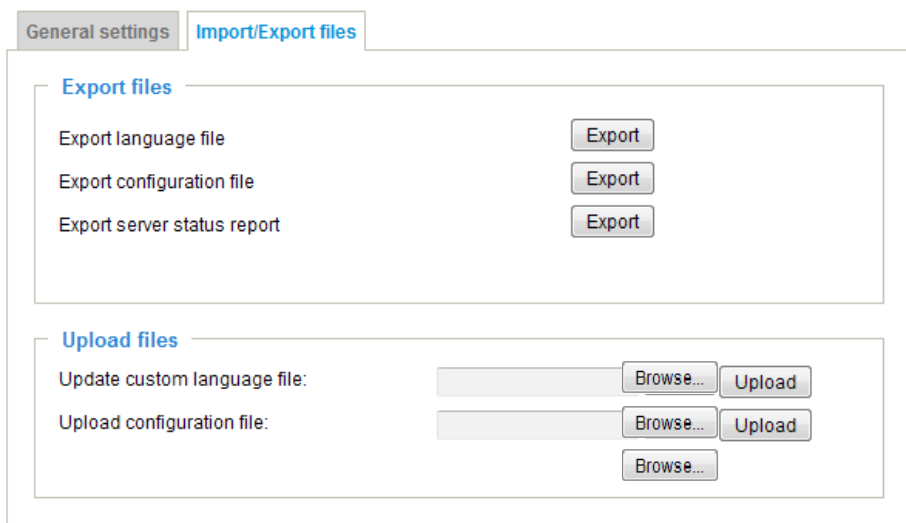 General settings Import/Export files
Export files
Export language file Export
Export configuration file Export
Export server status report Export
Upload files
Update custom language file: Browse... Upload
Upload configuration file: Browse... Upload
Browse...